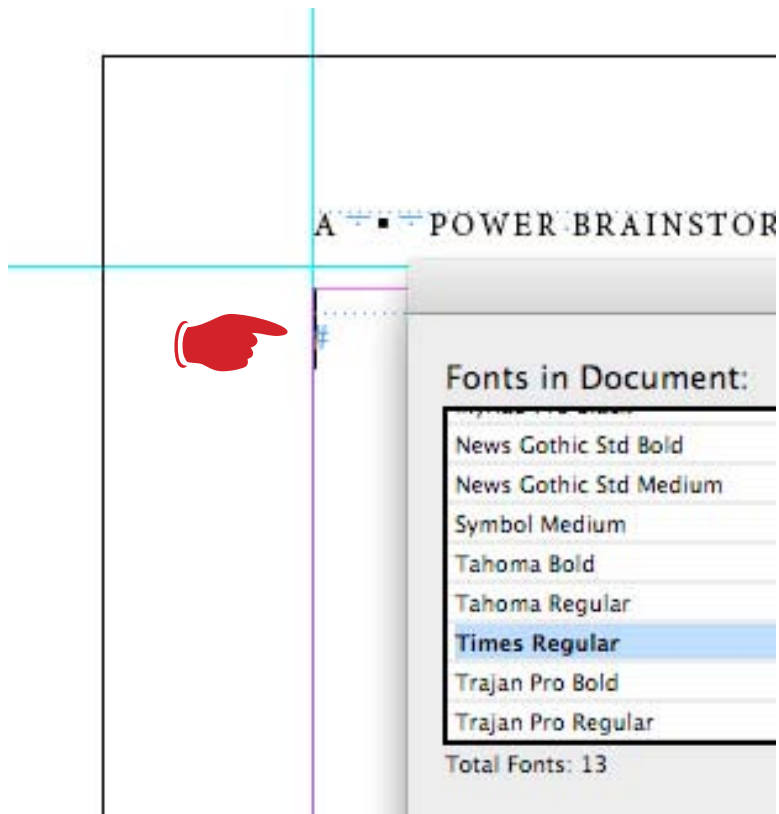 A ▪ POWER BRAINSTOR
#
Fonts in Document:
News Gothic Std Bold
News Gothic Std Medium
Symbol Medium
Tahoma Bold
Tahoma Regular
Times Regular
Trajan Pro Bold
Trajan Pro Regular
Total Fonts: 13